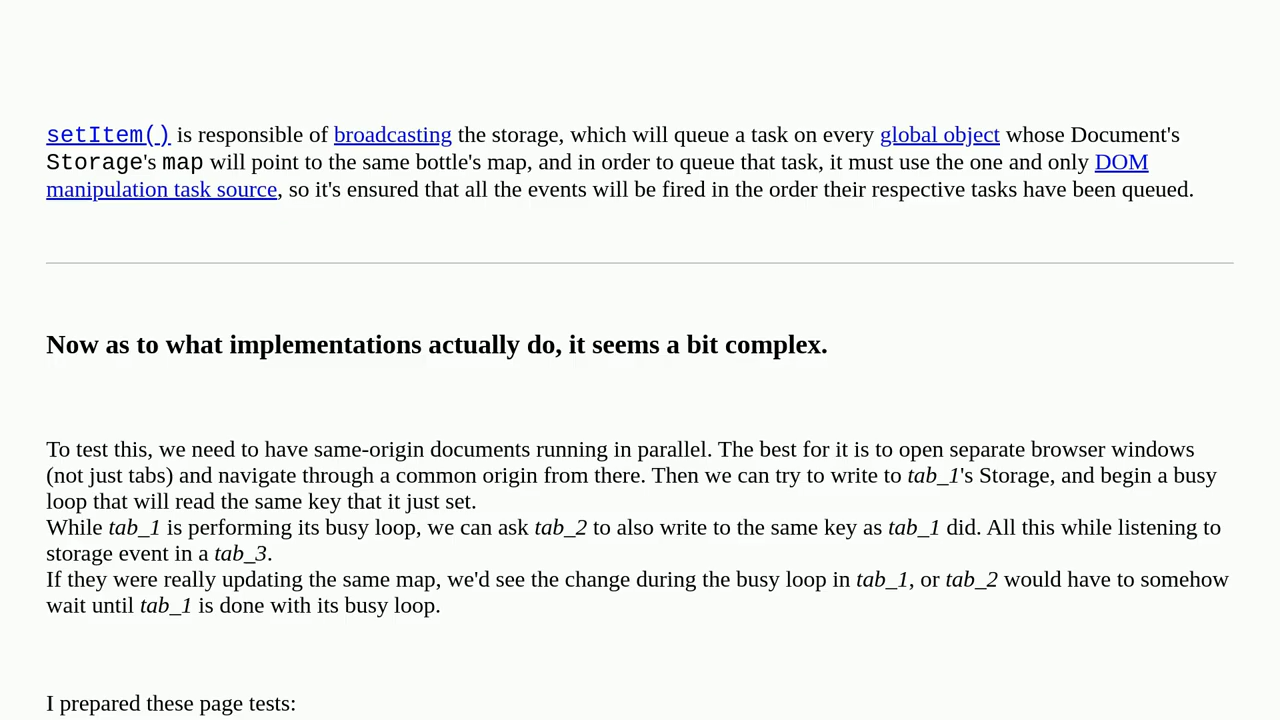 setItem() is responsible of broadcasting the storage, which will queue a task on every global object whose Document's
Storage's map will point to the same bottle's map, and in order to queue that task, it must use the one and only DOM
manipulation task source, so it's ensured that all the events will be fired in the order their respective tasks have been queued.
Now as to what implementations actually do, it seems a bit complex.
To test this, we need to have same-origin documents running in parallel. The best for it is to open separate browser windows
(not just tabs) and navigate through a common origin from there. Then we can try to write to tab_1's Storage, and begin a busy
loop that will read the same key that it just set.
While tab_1 is performing its busy loop, we can ask tab_2 to also write to the same key as tab_1 did. All this while listening to
storage event in a tab_3.
If they were really updating the same map, we'd see the change during the busy loop in tab_1, or tab_2 would have to somehow
wait until tab_1 is done with its busy loop.
I prepared these page tests: